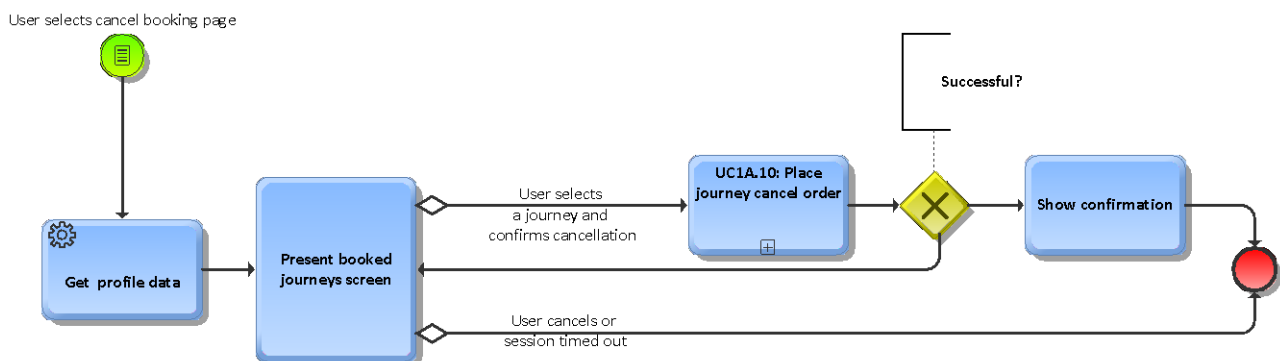 User selects cancel booking page
Successful?
UC1A.10: Place
journey cancel order
User selects
a journey and
confirms cancellation
Show confirmation
Get profile data
Present booked
journeys screen
User cancels or
session timed out